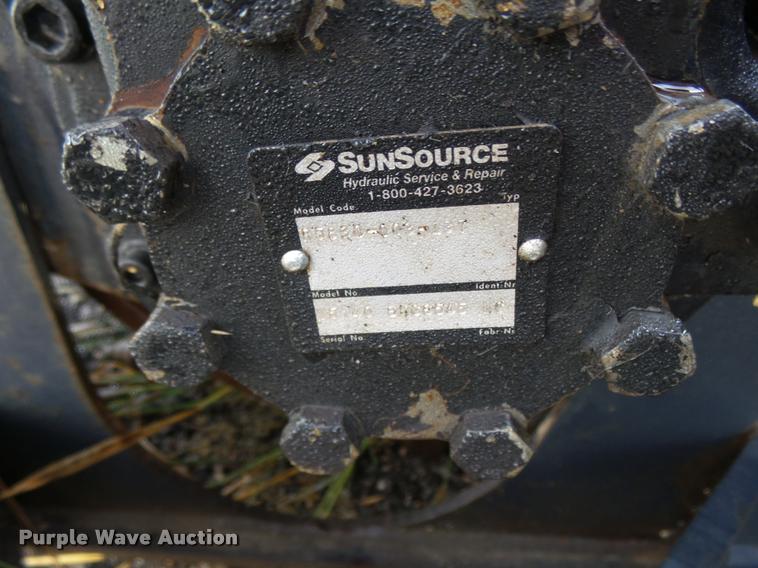 SUNSOURCE
Hydraulic Service & Repair
1-800-427-3623
Model Code Typ
Model No. Ident-Nr
Serial No. Fabr-Nr
Purple Wave Auction